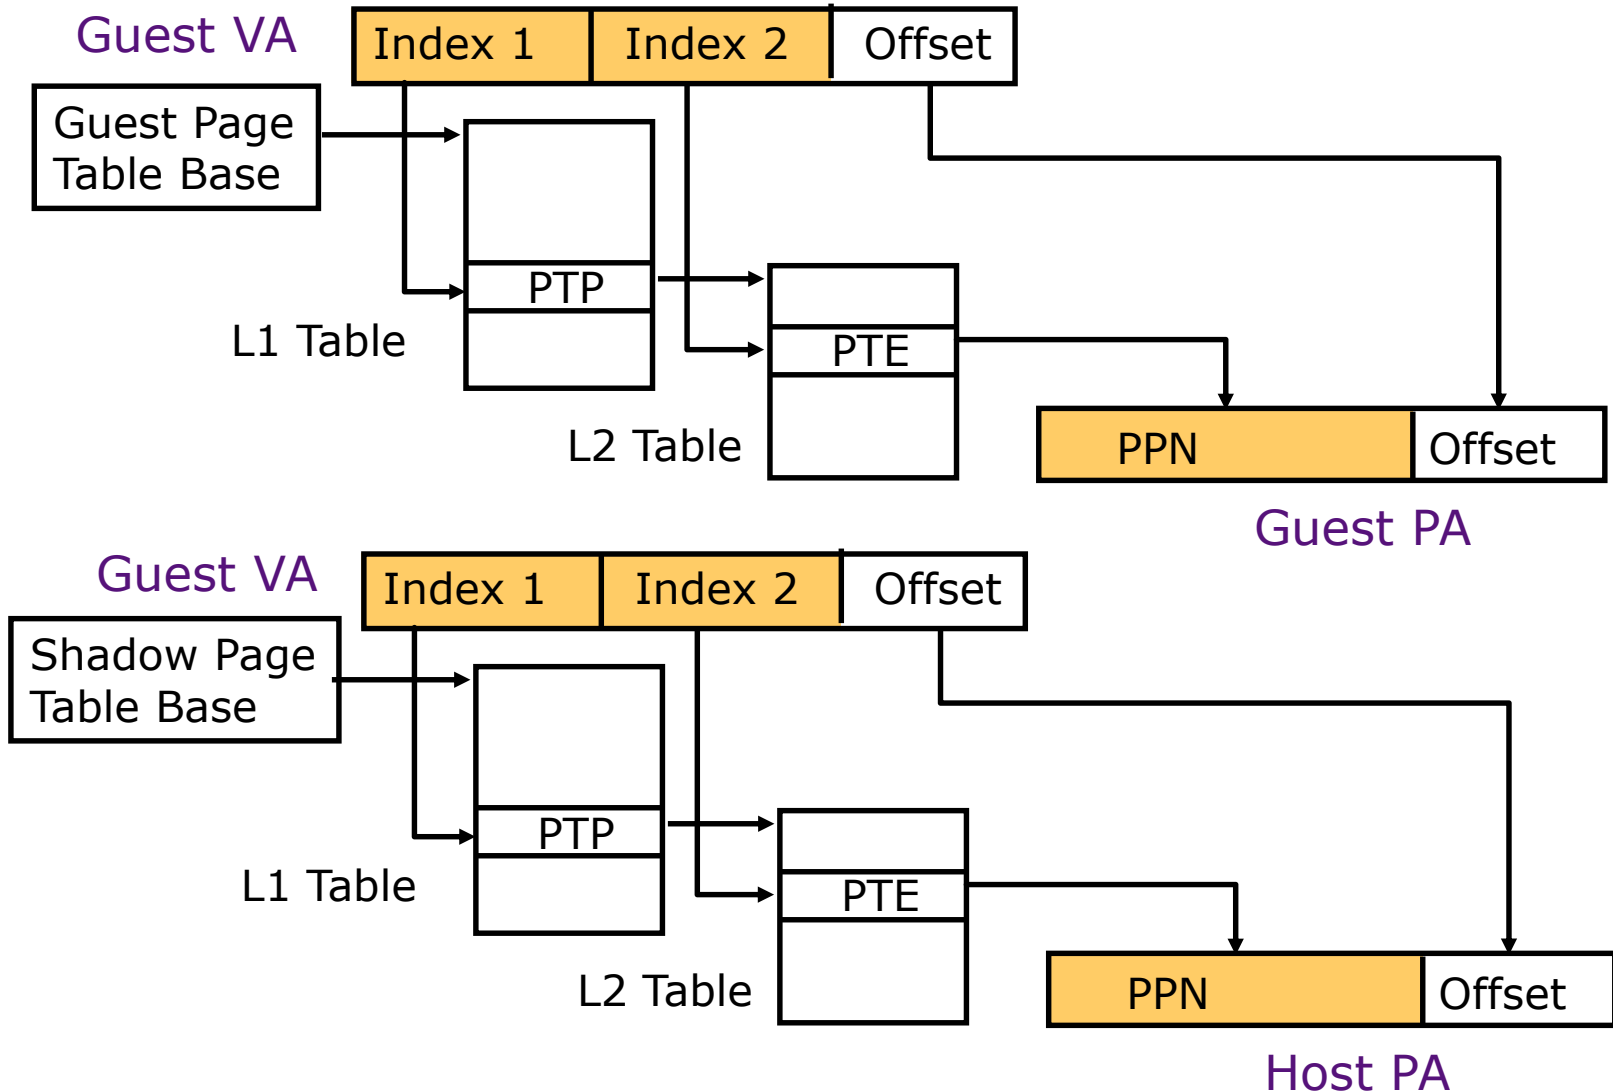 Guest VA
Index 1
Index 2
Offset
Guest Page
Table Base
PTP
L1 Table
PTE
L2 Table
PPN
Offset
Guest PA
Guest VA
Index 1
Index 2
Offset
Shadow Page
Table Base
PTP
L1 Table
PTE
L2 Table
PPN
Offset
Host PA